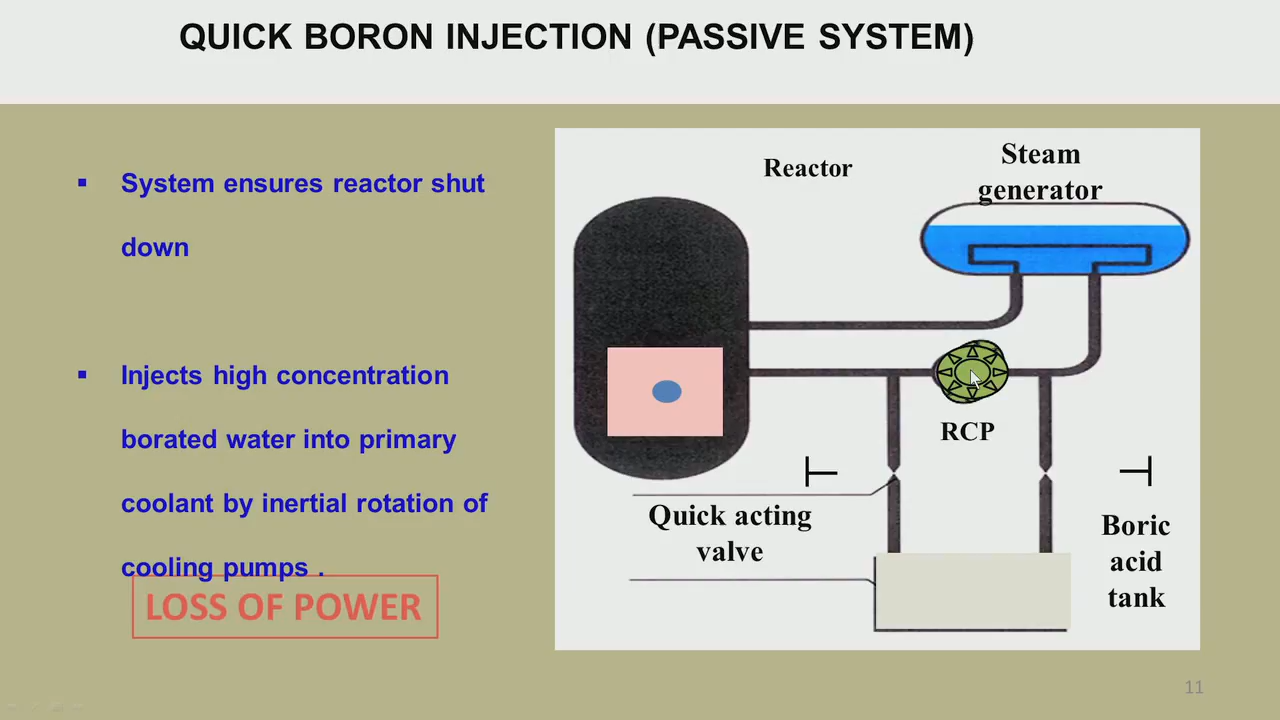 QUICK BORON INJECTION (PASSIVE SYSTEM)
▪ System ensures reactor shut
down
▪ Injects high concentration
borated water into primary
coolant by inertial rotation of
cooling pumps .
LOSS OF POWER
Reactor
Steam
generator
RCP
Quick acting
valve
Boric
acid
tank
11